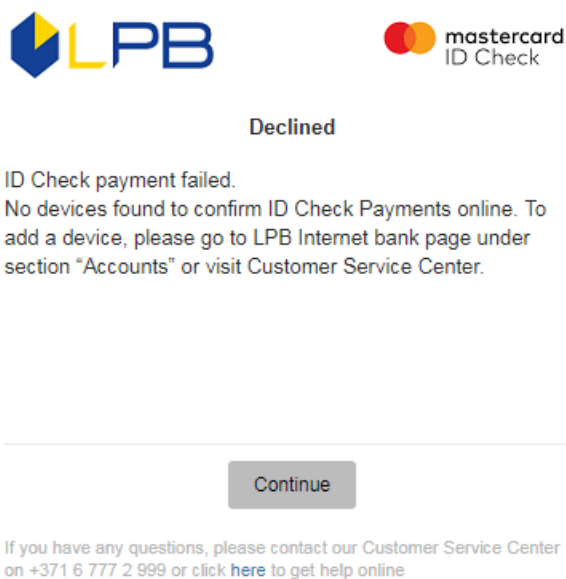 LPB
mastercard
ID Check
Declined
ID Check payment failed.
No devices found to confirm ID Check Payments online. To
add a device, please go to LPB Internet bank page under
section “Accounts” or visit Customer Service Center.
Continue
If you have any questions, please contact our Customer Service Center
on +371 6 777 2 999 or click here to get help online